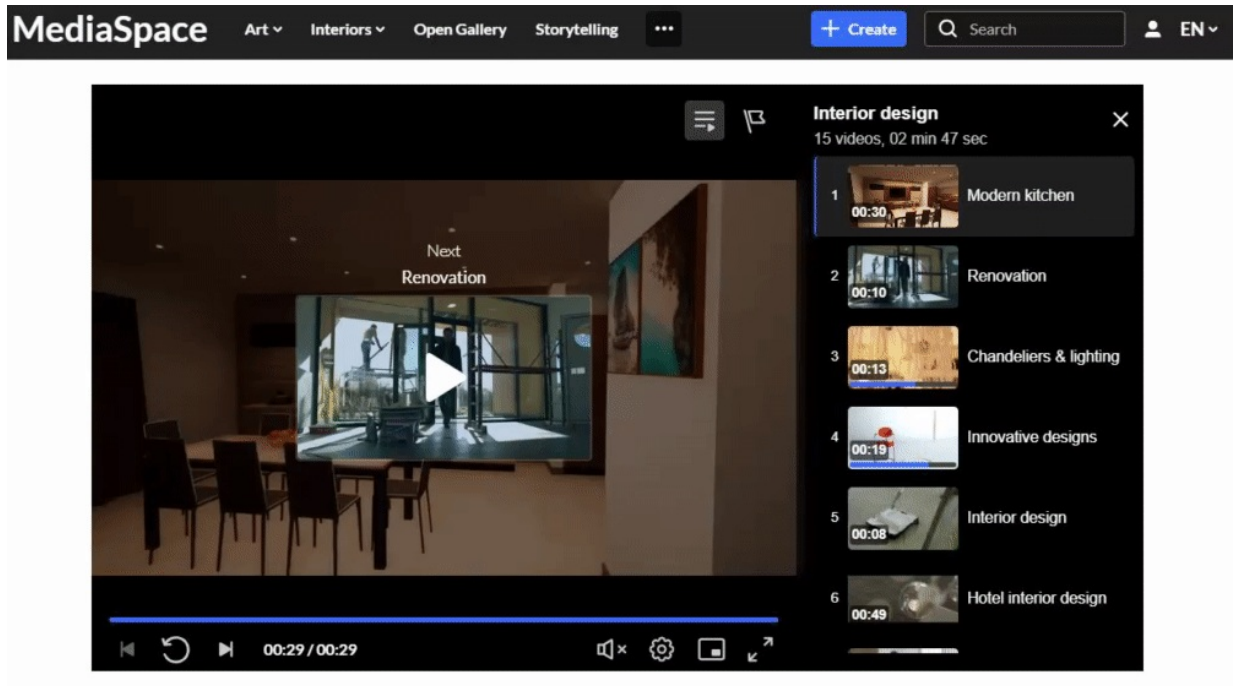 MediaSpace Art Interiors Open Gallery Storytelling ••• + Create Search EN
Interior design
15 videos, 02 min 47 sec
1 00:30 Modern kitchen
Next
Renovation
2 00:10 Renovation
3 00:13 Chandeliers & lighting
4 00:19 Innovative designs
5 00:08 Interior design
6 00:49 Hotel interior design
00:29 / 00:29